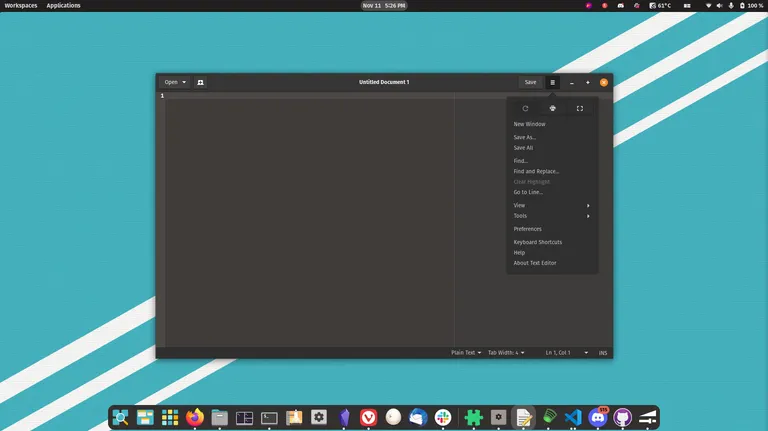 Workspaces Applications Nov 11 5:26 PM 61°C 100 %
Open Untitled Document 1 Save
1
New Window
Save As...
Save All
Find...
Find and Replace...
Clear Highlight
Go to Line...
View
Tools
Preferences
Keyboard Shortcuts
Help
About Text Editor
Plain Text Tab Width: 4 Ln 1, Col 1 INS